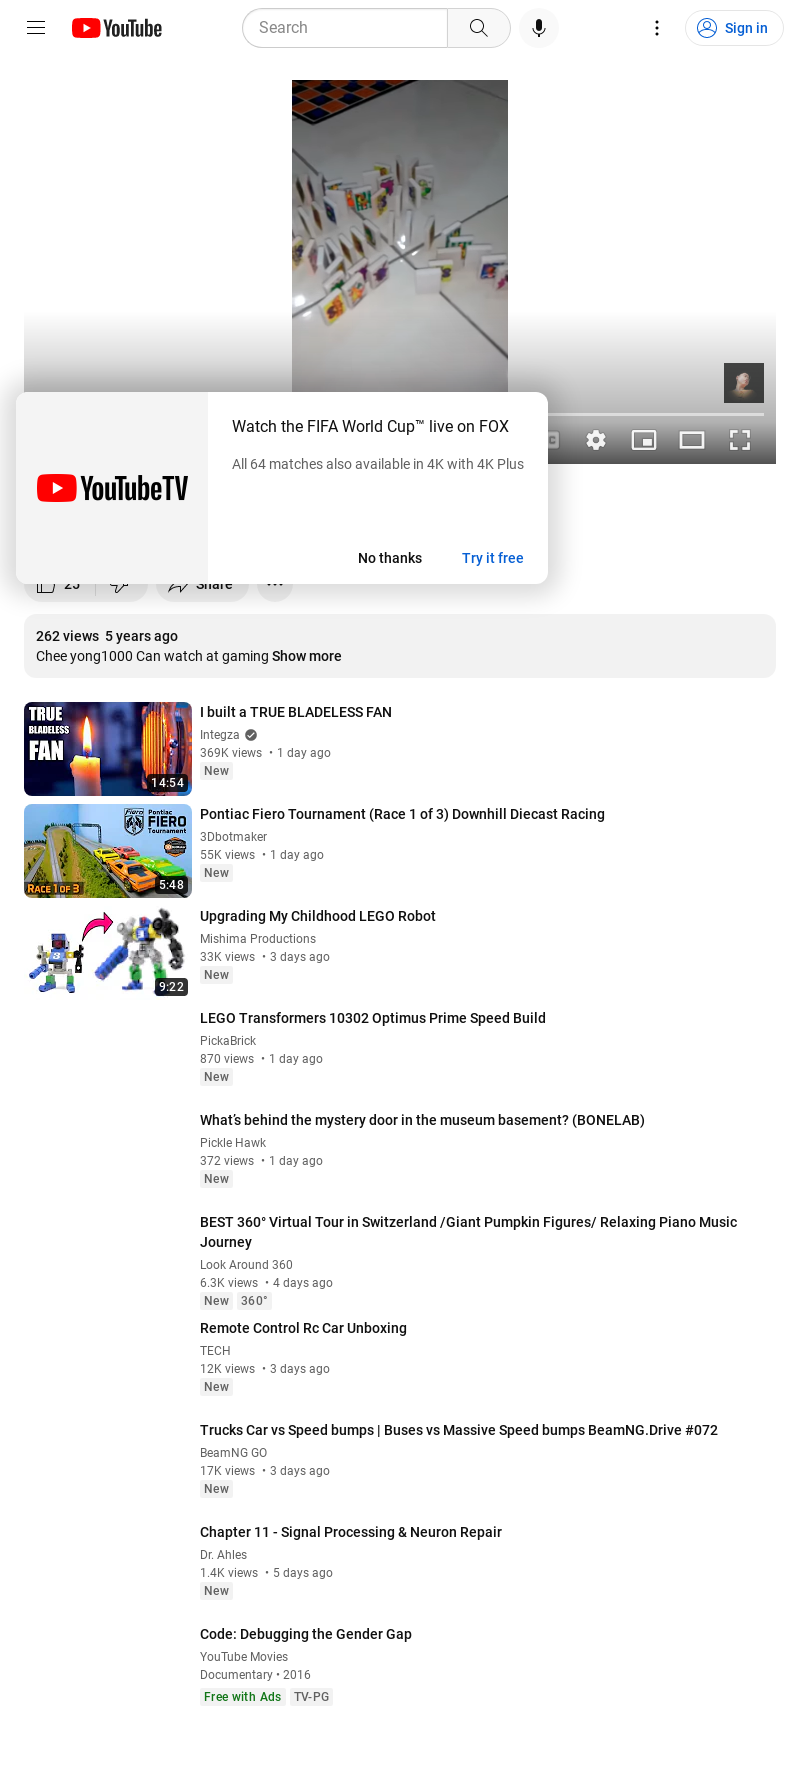 YouTube
Search
Sign in
Watch the FIFA World Cup™ live on FOX
All 64 matches also available in 4K with 4K Plus
YouTubeTV
No thanks
Try it free
25
Share
262 views 5 years ago
Chee yong1000 Can watch at gaming Show more
TRUE
BLADELESS
FAN
14:54
I built a TRUE BLADELESS FAN
Integza
369K views • 1 day ago
New
Fiero
Pontiac
FIERO
Tournament
RACE 1 OF 3
5:48
Pontiac Fiero Tournament (Race 1 of 3) Downhill Diecast Racing
3Dbotmaker
55K views • 1 day ago
New
9:22
Upgrading My Childhood LEGO Robot
Mishima Productions
33K views • 3 days ago
New
LEGO Transformers 10302 Optimus Prime Speed Build
PickaBrick
870 views • 1 day ago
New
What’s behind the mystery door in the museum basement? (BONELAB)
Pickle Hawk
372 views • 1 day ago
New
BEST 360° Virtual Tour in Switzerland /Giant Pumpkin Figures/ Relaxing Piano Music
Journey
Look Around 360
6.3K views • 4 days ago
New 360°
Remote Control Rc Car Unboxing
TECH
12K views • 3 days ago
New
Trucks Car vs Speed bumps | Buses vs Massive Speed bumps BeamNG.Drive #072
BeamNG GO
17K views • 3 days ago
New
Chapter 11 - Signal Processing & Neuron Repair
Dr. Ahles
1.4K views • 5 days ago
New
Code: Debugging the Gender Gap
YouTube Movies
Documentary • 2016
Free with Ads TV-PG